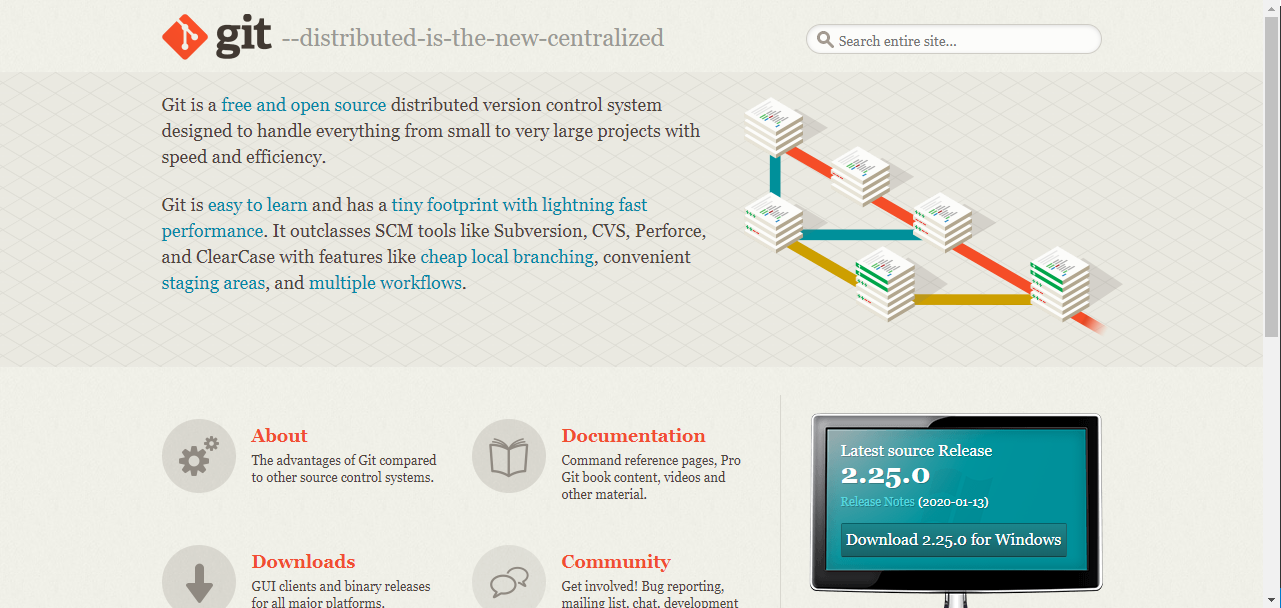 git --distributed-is-the-new-centralized
Search entire site...
Git is a free and open source distributed version control system
designed to handle everything from small to very large projects with
speed and efficiency.
Git is easy to learn and has a tiny footprint with lightning fast
performance. It outclasses SCM tools like Subversion, CVS, Perforce,
and ClearCase with features like cheap local branching, convenient
staging areas, and multiple workflows.
About
The advantages of Git compared
to other source control systems.
Documentation
Command reference pages, Pro
Git book content, videos and
other material.
Downloads
GUI clients and binary releases
for all major platforms.
Community
Get involved! Bug reporting,
mailing list, chat, development
Latest source Release
2.25.0
Release Notes (2020-01-13)
Download 2.25.0 for Windows